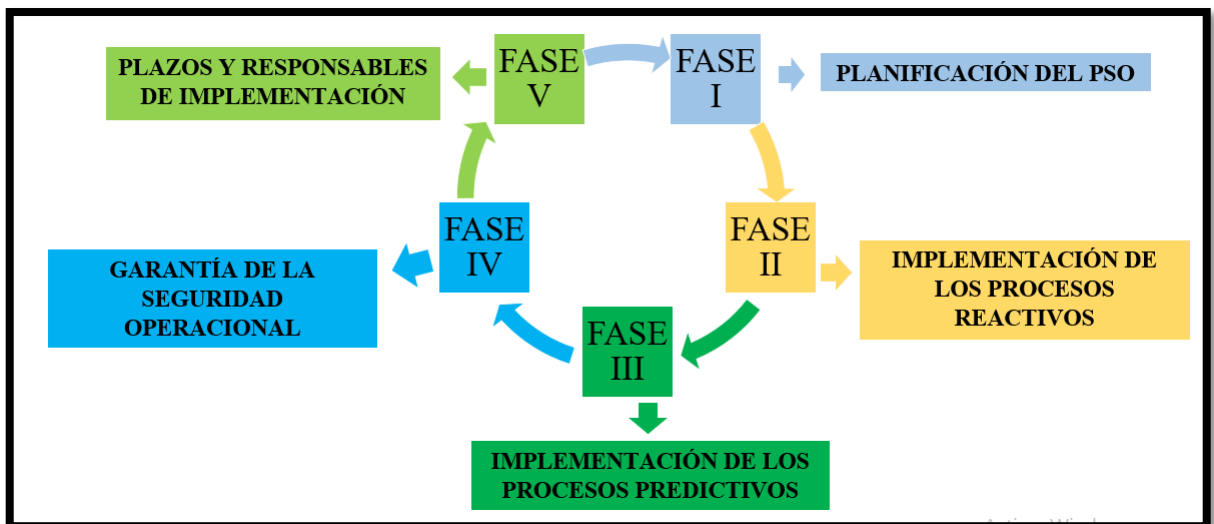 FASE
I
PLANIFICACIÓN DEL PSO
FASE
II
IMPLEMENTACIÓN DE
LOS PROCESOS
REACTIVOS
FASE
III
IMPLEMENTACIÓN DE LOS
PROCESOS PREDICTIVOS
FASE
IV
GARANTÍA DE LA
SEGURIDAD
OPERACIONAL
FASE
V
PLAZOS Y RESPONSABLES
DE IMPLEMENTACIÓN